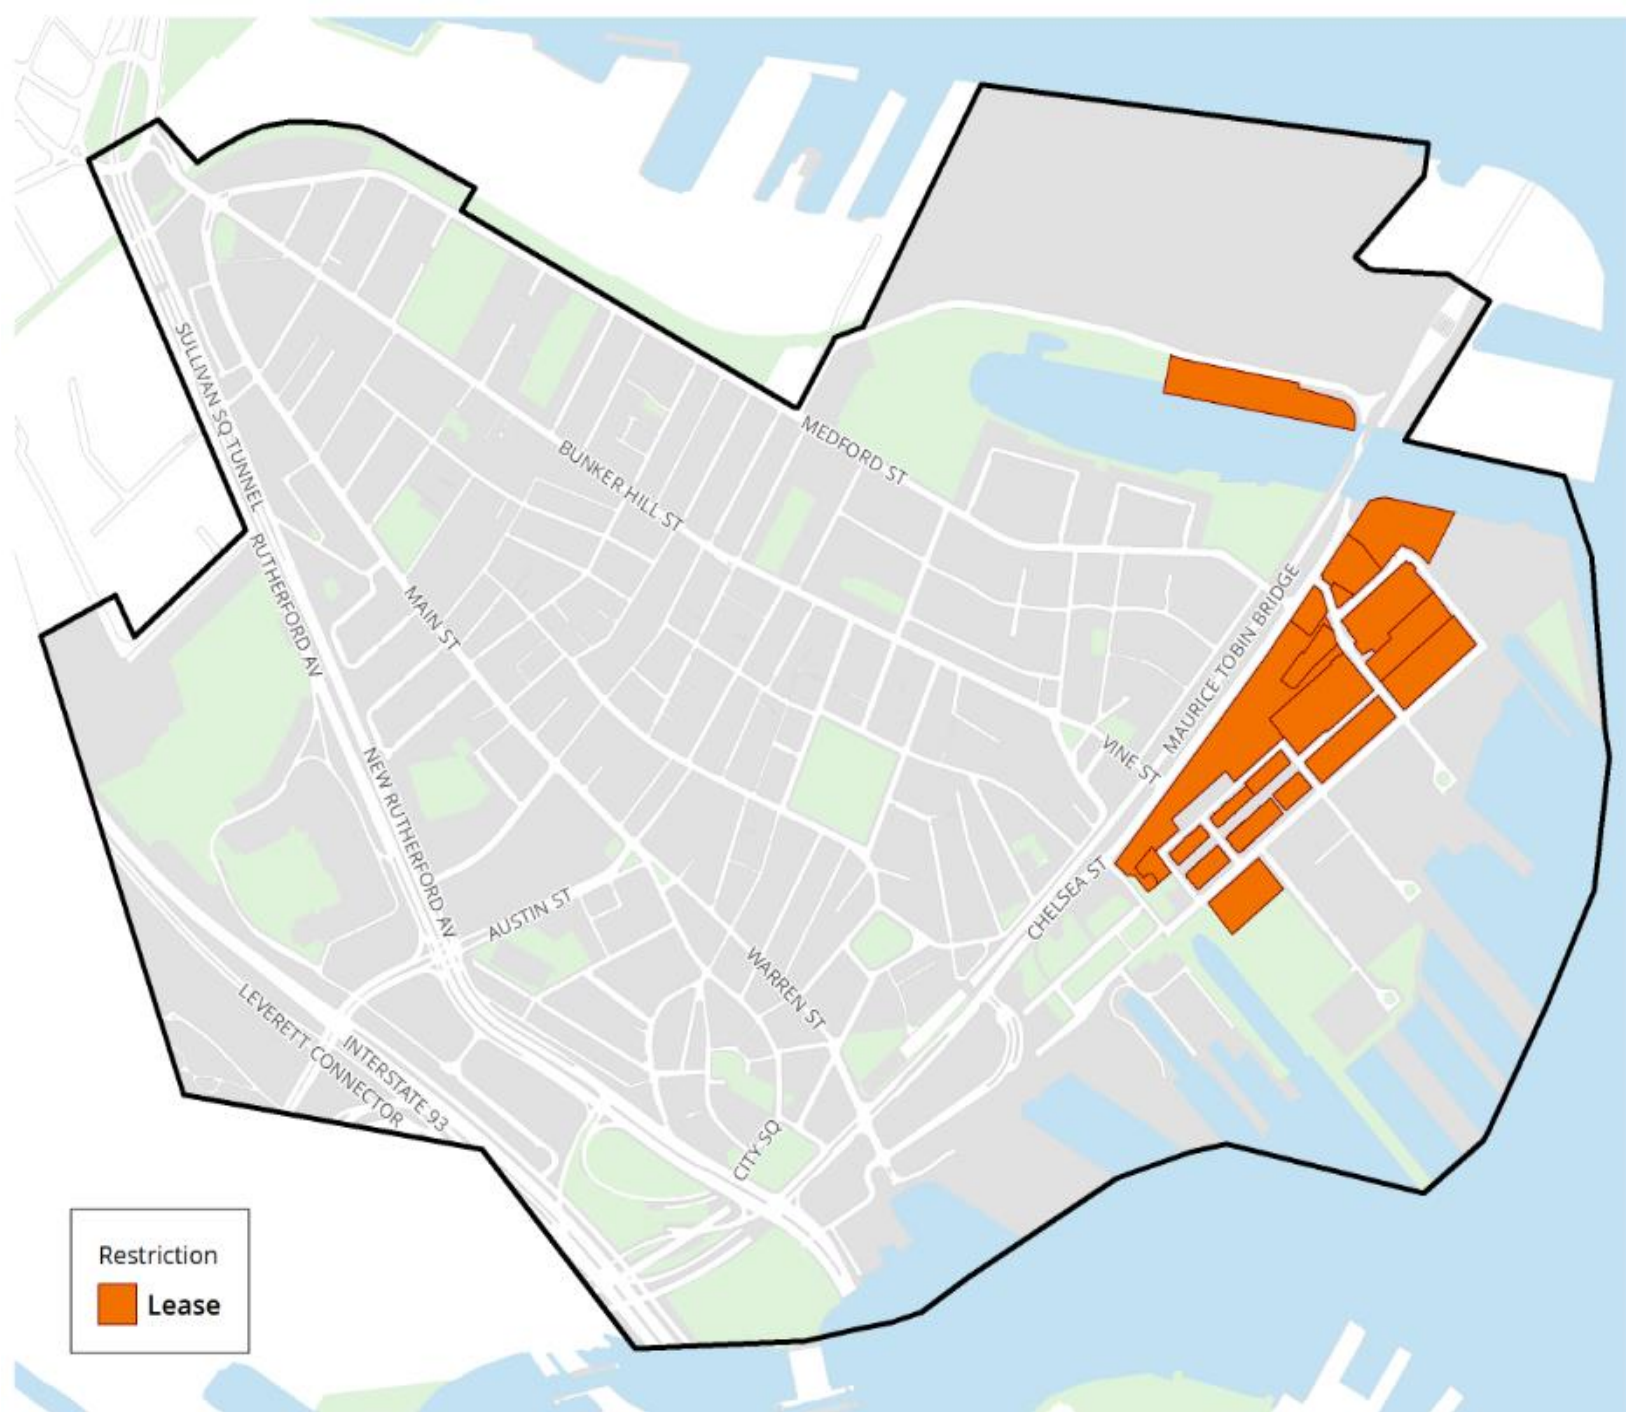 SULLIVAN SQ TUNNEL
MEDFORD ST
BUNKER HILL ST
RUTHERFORD AV
MAIN ST
MAURICE TOBIN BRIDGE
VINE ST
NEW RUTHERFORD AV
CHELSEA ST
AUSTIN ST
WARREN ST
LEVERETT CONNECTOR
INTERSTATE 93
CITY SQ
Restriction
Lease